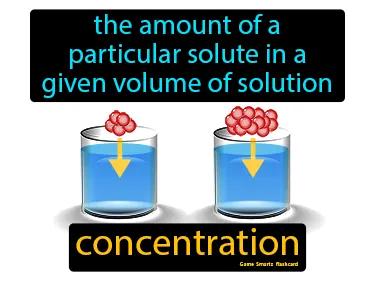 the amount of a
particular solute in a
given volume of solution
concentration
Game Smartz flashcard